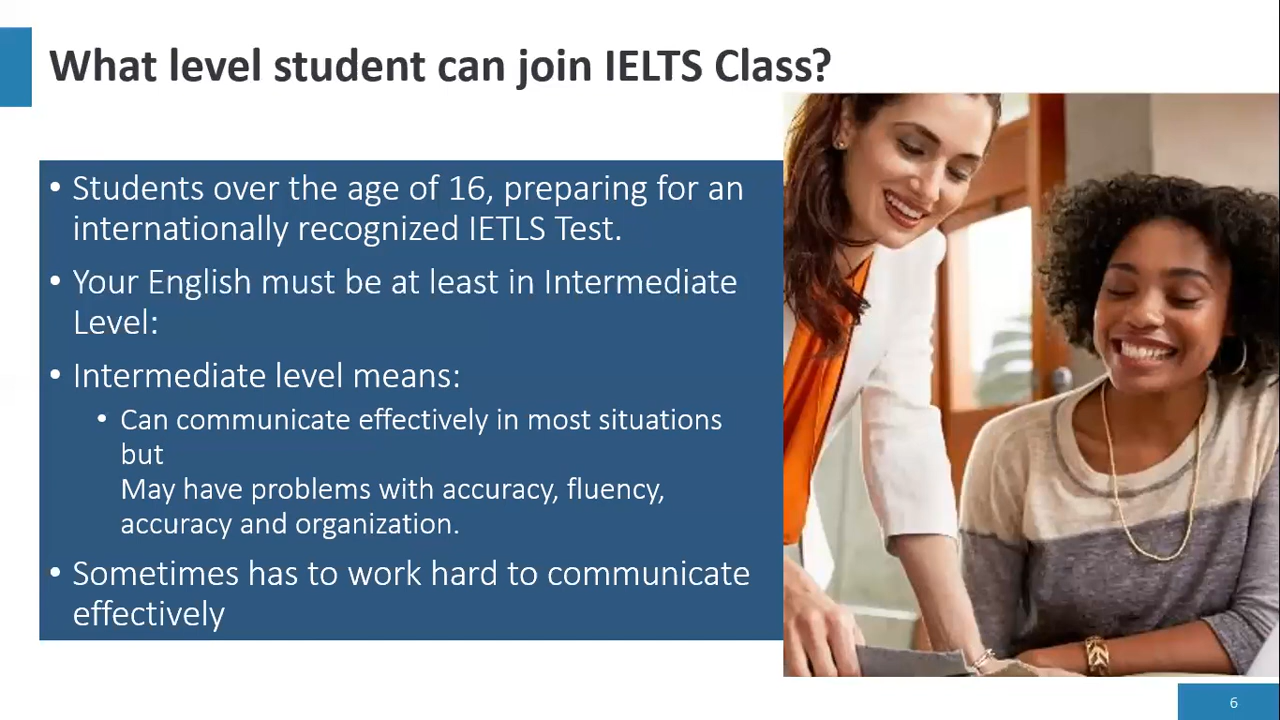 What level student can join IELTS Class?
• Students over the age of 16, preparing for an
internationally recognized IETLS Test.
• Your English must be at least in Intermediate
Level:
• Intermediate level means:
• Can communicate effectively in most situations
but
May have problems with accuracy, fluency,
accuracy and organization.
• Sometimes has to work hard to communicate
effectively
6